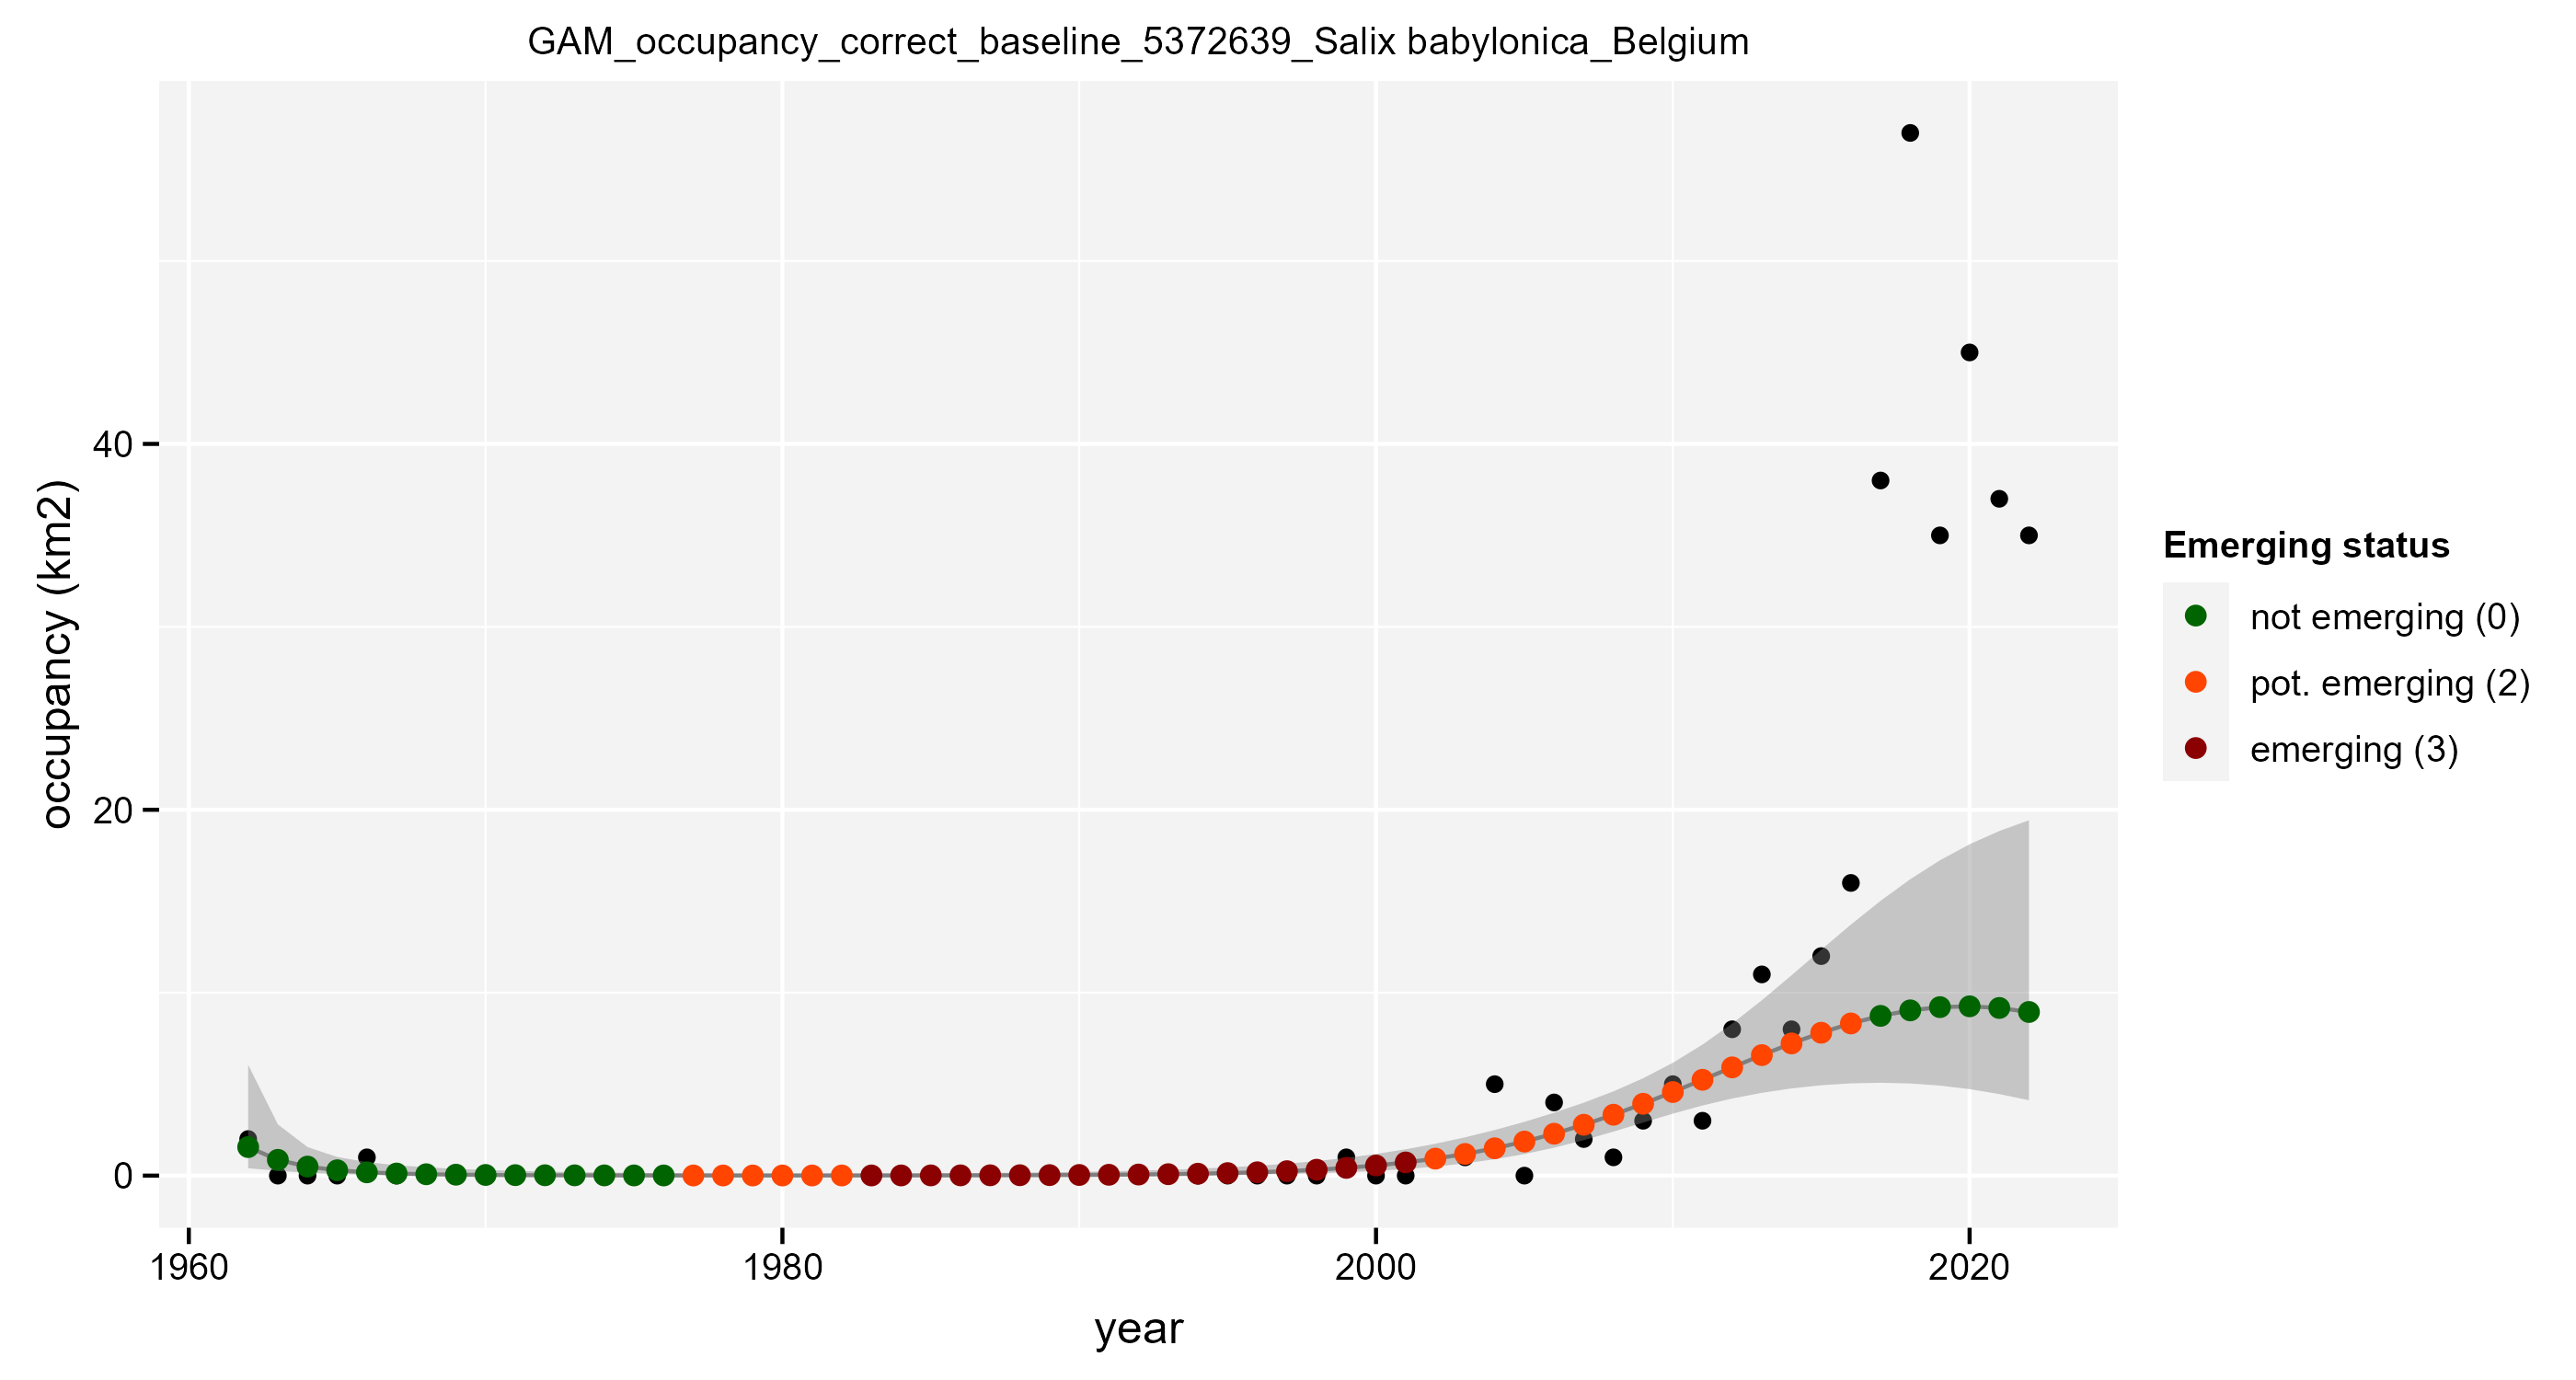 GAM_occupancy_correct_baseline_5372639_Salix babylonica_Belgium
occupancy (km2)
40
20
0
1960
1980
2000
2020
year
Emerging status
not emerging (0)
pot. emerging (2)
emerging (3)